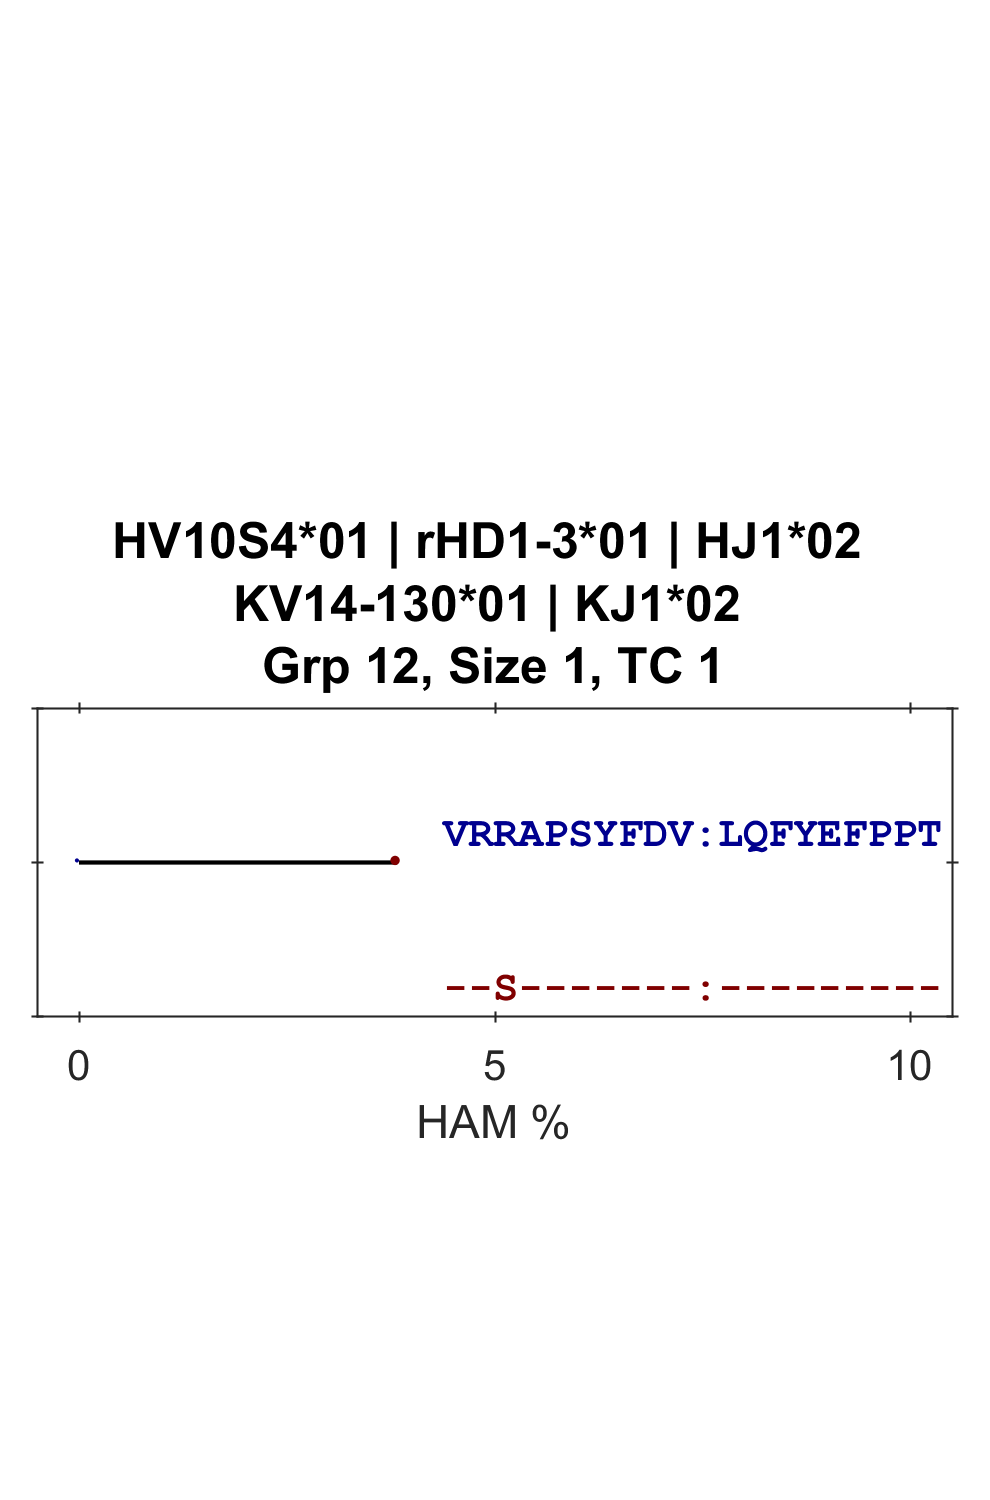 HV10S4*01 | rHD1-3*01 | HJ1*02
KV14-130*01 | KJ1*02
Grp 12, Size 1, TC 1
VRRAPSYFDV:LQFYEFPPT
--S-------:---------
0 5 10
HAM %